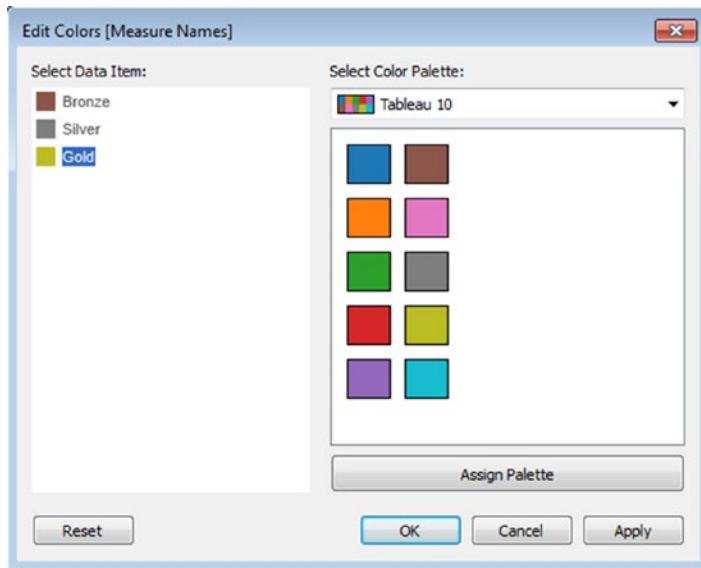 Edit Colors [Measure Names]
Select Data Item:
Bronze
Silver
Gold
Select Color Palette:
Tableau 10
Assign Palette
Reset
OK
Cancel
Apply